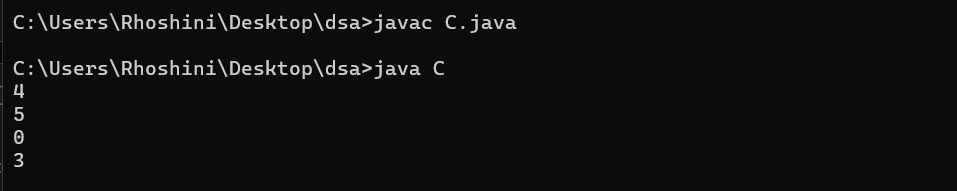 C:\Users\Rhoshini\Desktop\dsa>javac C.java
C:\Users\Rhoshini\Desktop\dsa>java C
4
5
0
3